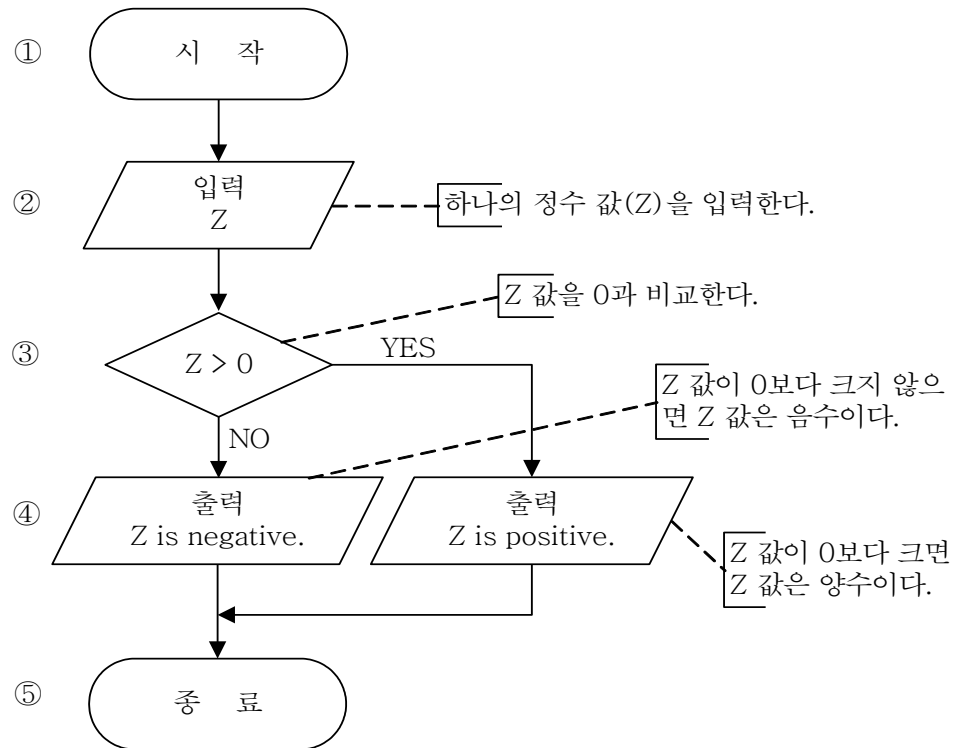 ① 시 작
② 입력
Z
하나의 정수 값(Z)을 입력한다.
Z 값을 0과 비교한다.
③ Z > 0
YES
Z 값이 0보다 크지 않으
면 Z 값은 음수이다.
NO
④ 출력
Z is negative.
출력
Z is positive.
Z 값이 0보다 크면
Z 값은 양수이다.
⑤ 종 료